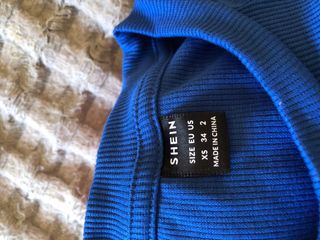 SHEIN
SIZE EU US
XS 34 2
MADE IN CHINA